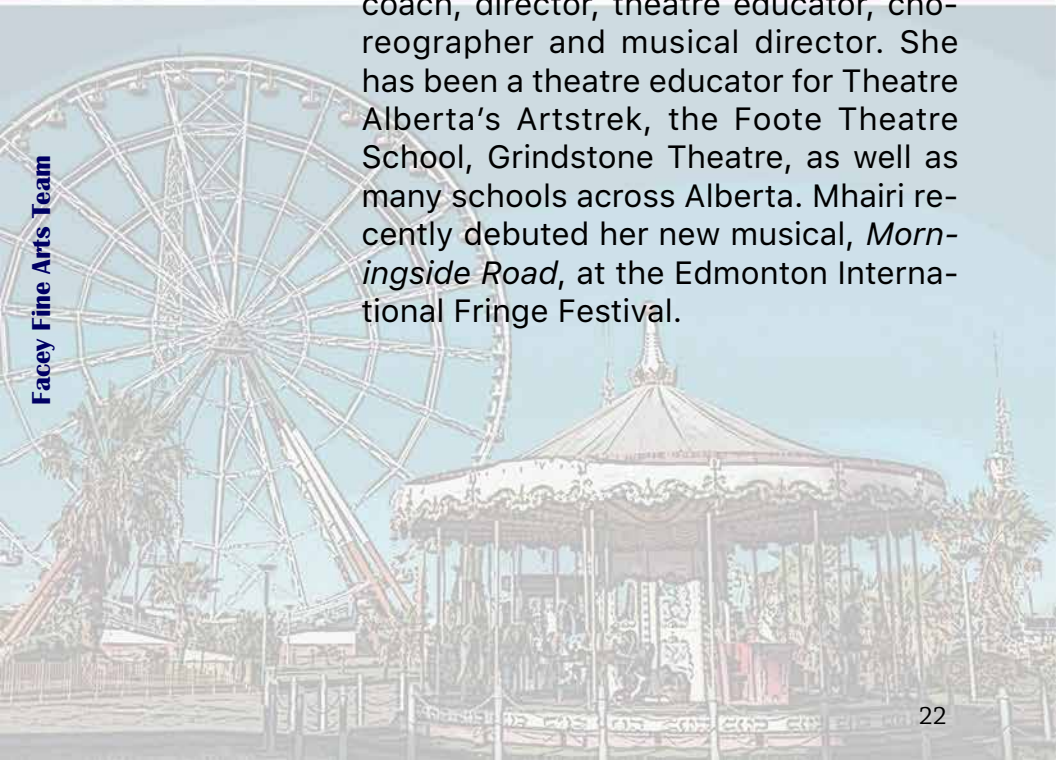 coach, director, theatre educator, cho-
reographer and musical director. She
has been a theatre educator for Theatre
Alberta's Artstrek, the Foote Theatre
School, Grindstone Theatre, as well as
many schools across Alberta. Mhairi re-
cently debuted her new musical, Morn-
ingside Road, at the Edmonton Interna-
tional Fringe Festival.
Facey Fine Arts Team
22